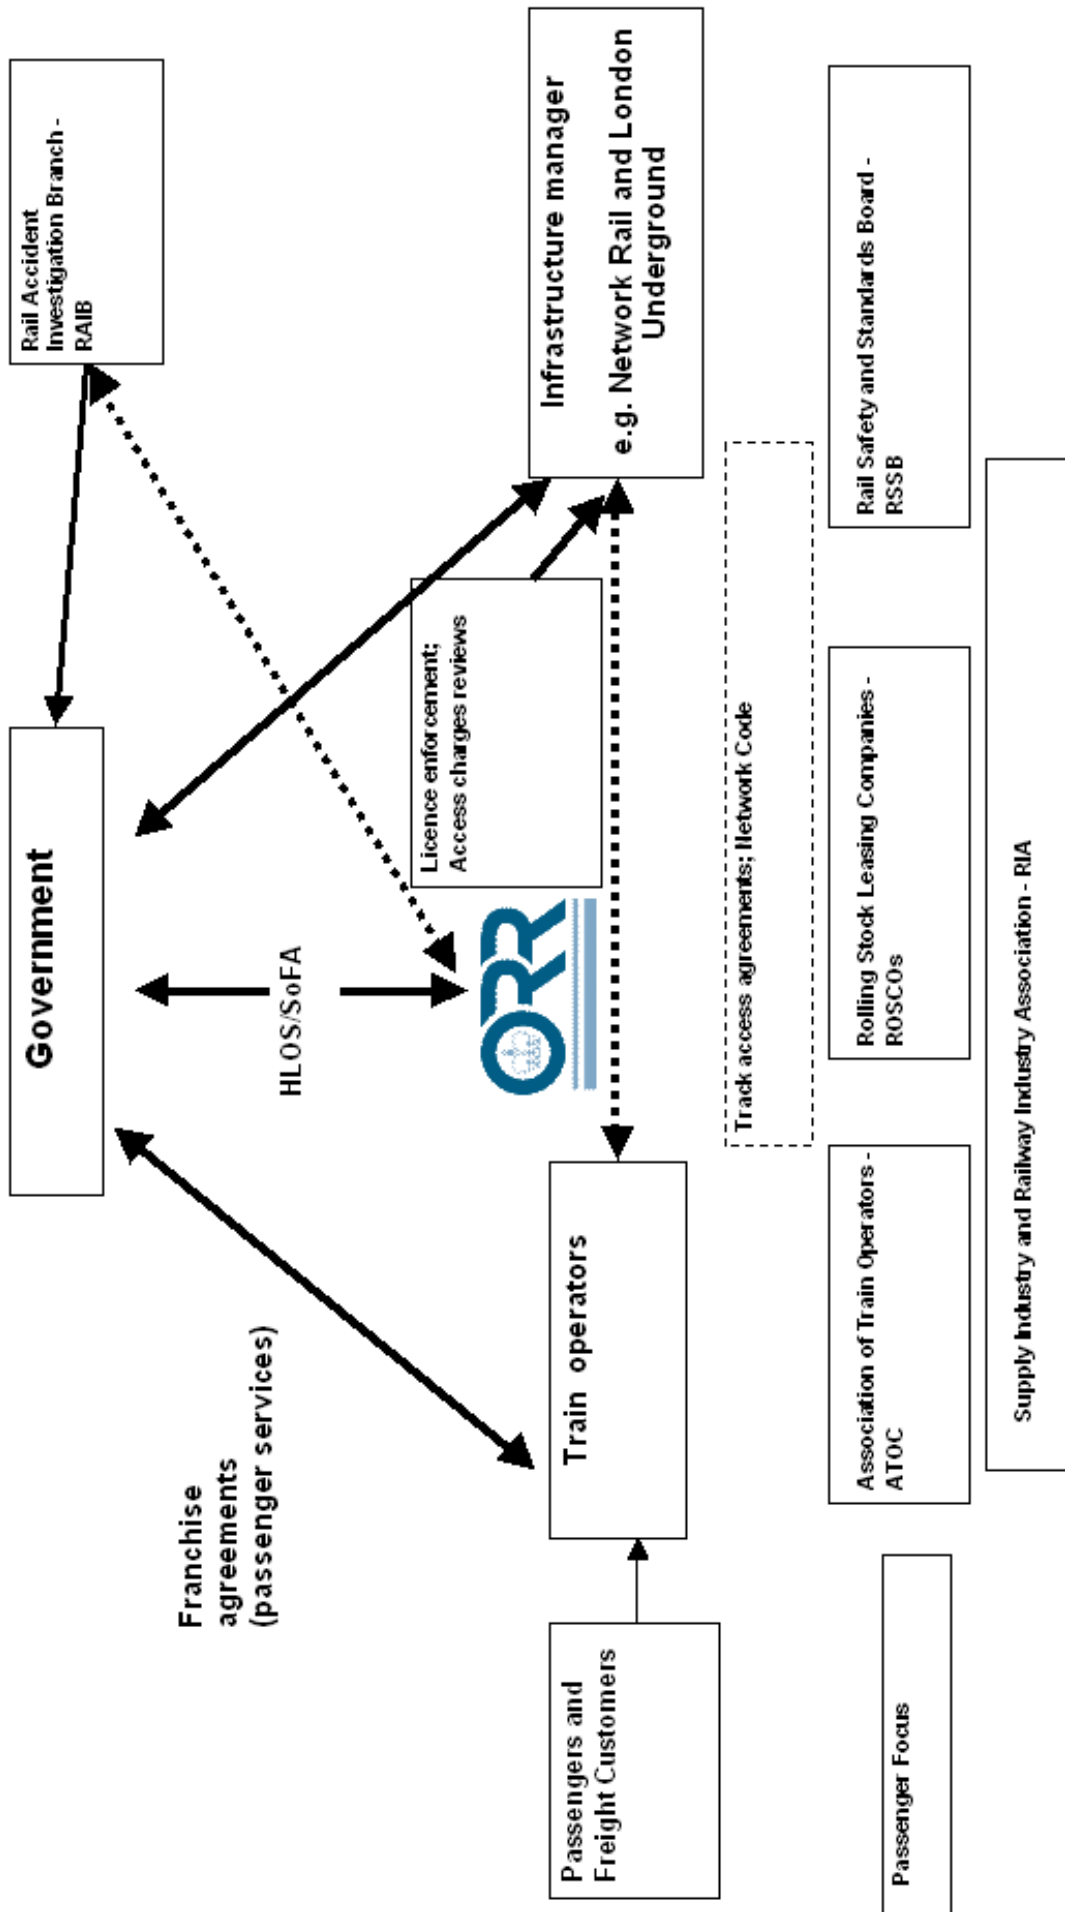 Government
Rail Accident
Investigation Branch -
RAIB
Franchise
agreements
(passenger services)
HLOS/SoFA
Licence enforcement;
Access charges reviews
ORR
Passengers and
Freight Customers
Train operators
Infrastructure manager
e.g. Network Rail and London
Underground
Track access agreements; Network Code
Passenger Focus
Association of Train Operators -
ATOC
Rolling Stock Leasing Companies -
ROSCOs
Rail Safety and Standards Board -
RSSB
Supply Industry and Railway Industry Association - RIA